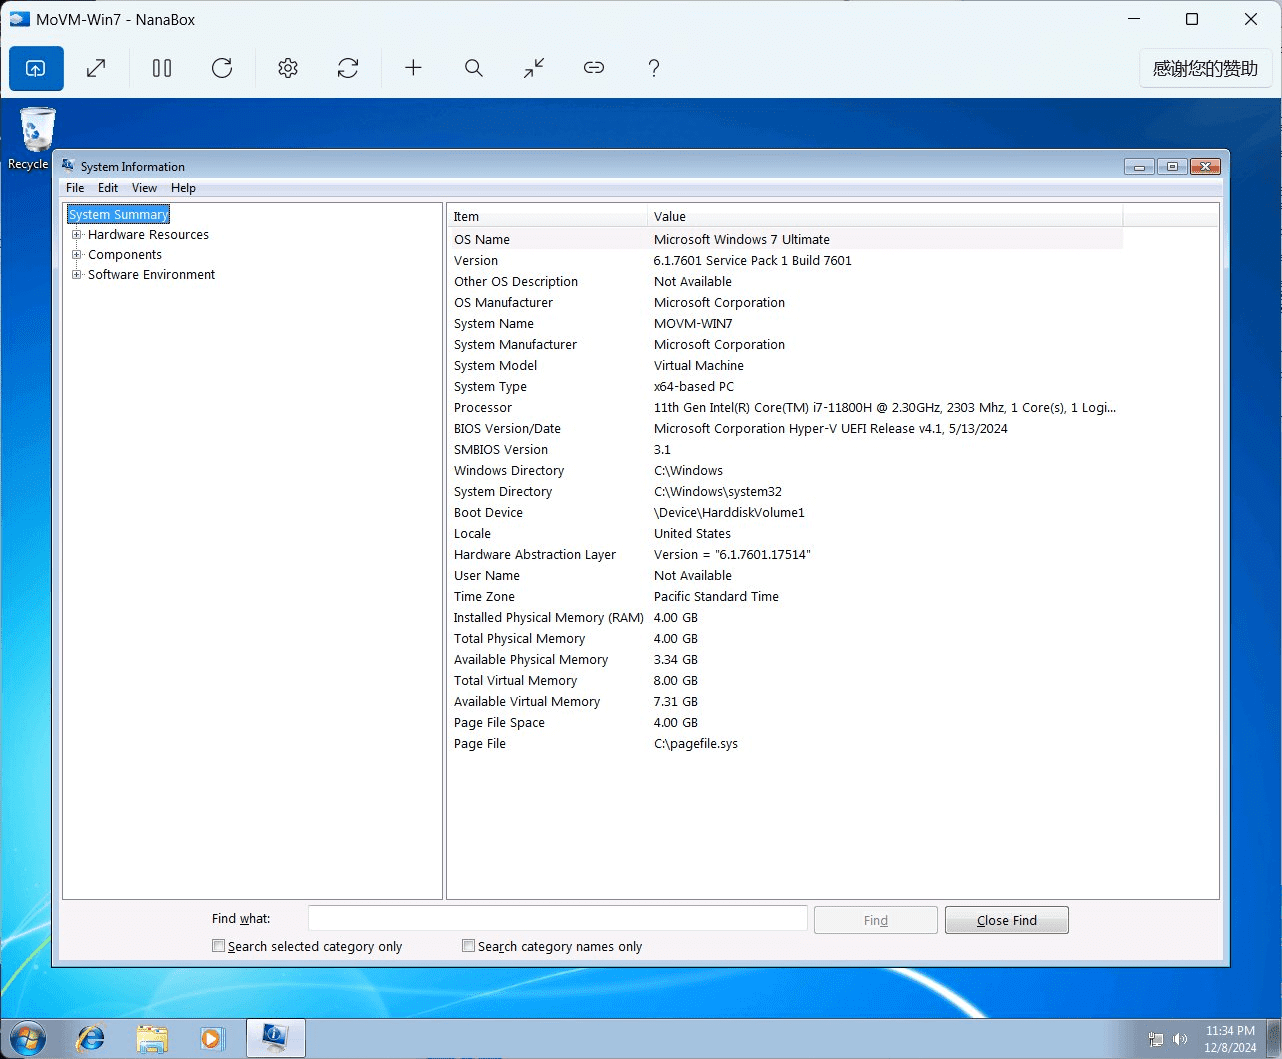 MoVM-Win7 - NanaBox
感谢您的赞助
Recycle
System Information
File Edit View Help
System Summary
Hardware Resources
Components
Software Environment
Item Value
OS Name Microsoft Windows 7 Ultimate
Version 6.1.7601 Service Pack 1 Build 7601
Other OS Description Not Available
OS Manufacturer Microsoft Corporation
System Name MOVM-WIN7
System Manufacturer Microsoft Corporation
System Model Virtual Machine
System Type x64-based PC
Processor 11th Gen Intel(R) Core(TM) i7-11800H @ 2.30GHz, 2303 Mhz, 1 Core(s), 1 Logi...
BIOS Version/Date Microsoft Corporation Hyper-V UEFI Release v4.1, 5/13/2024
SMBIOS Version 3.1
Windows Directory C:\Windows
System Directory C:\Windows\system32
Boot Device \Device\HarddiskVolume1
Locale United States
Hardware Abstraction Layer Version = "6.1.7601.17514"
User Name Not Available
Time Zone Pacific Standard Time
Installed Physical Memory (RAM) 4.00 GB
Total Physical Memory 4.00 GB
Available Physical Memory 3.34 GB
Total Virtual Memory 8.00 GB
Available Virtual Memory 7.31 GB
Page File Space 4.00 GB
Page File C:\pagefile.sys
Find what: Find Close Find
Search selected category only Search category names only
11:34 PM
12/8/2024